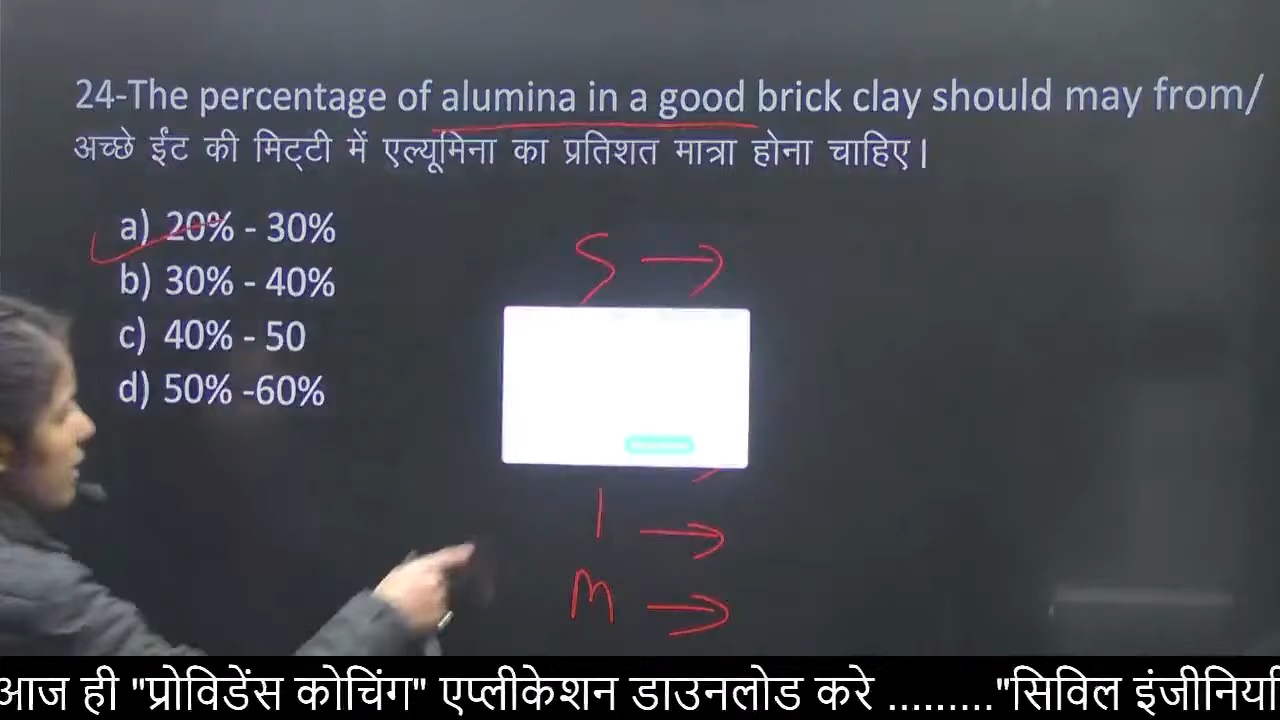 24-The percentage of alumina in a good brick clay should may from/
अच्छे ईंट की मिट्टी में एल्यूमिना का प्रतिशत मात्रा होना चाहिए।
a) 20% - 30%
b) 30% - 40%
c) 40% - 50
d) 50% -60%
S →
I →
M →
आज ही "प्रोविडेंस कोचिंग" एप्लीकेशन डाउनलोड करे ........."सिविल इंजीनियरि